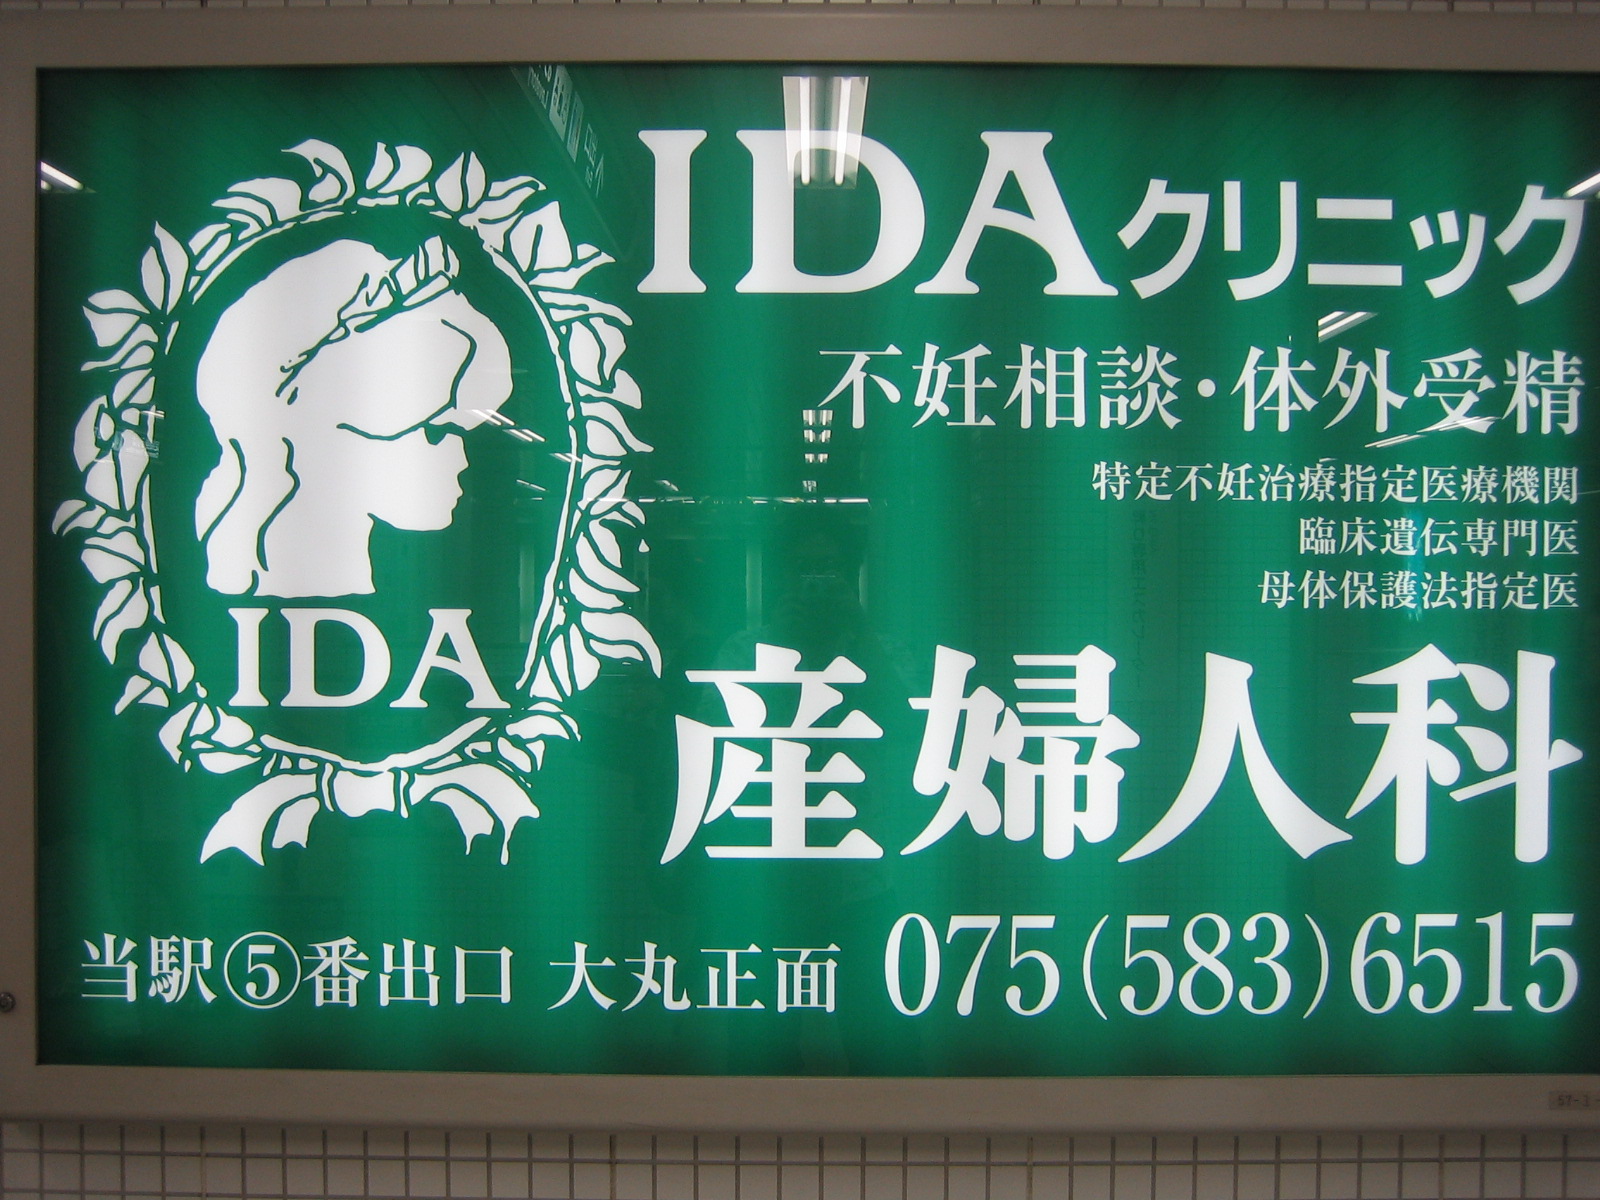 IDAクリニック
不妊相談・体外受精
特定不妊治療指定医療機関
臨床遺伝専門医
母体保護法指定医
IDA
産婦人科
当駅⑤番出口 大丸正面 075(583)6515